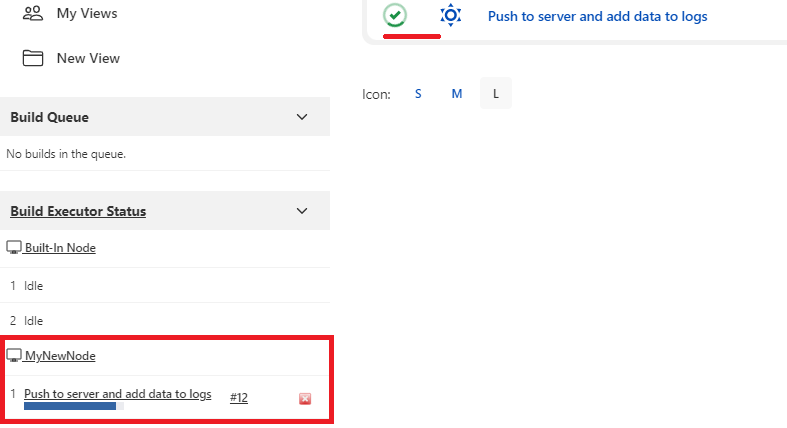 My Views
Push to server and add data to logs
New View
Icon: S M L
Build Queue
No builds in the queue.
Build Executor Status
Built-In Node
1 Idle
2 Idle
MyNewNode
1 Push to server and add data to logs #12